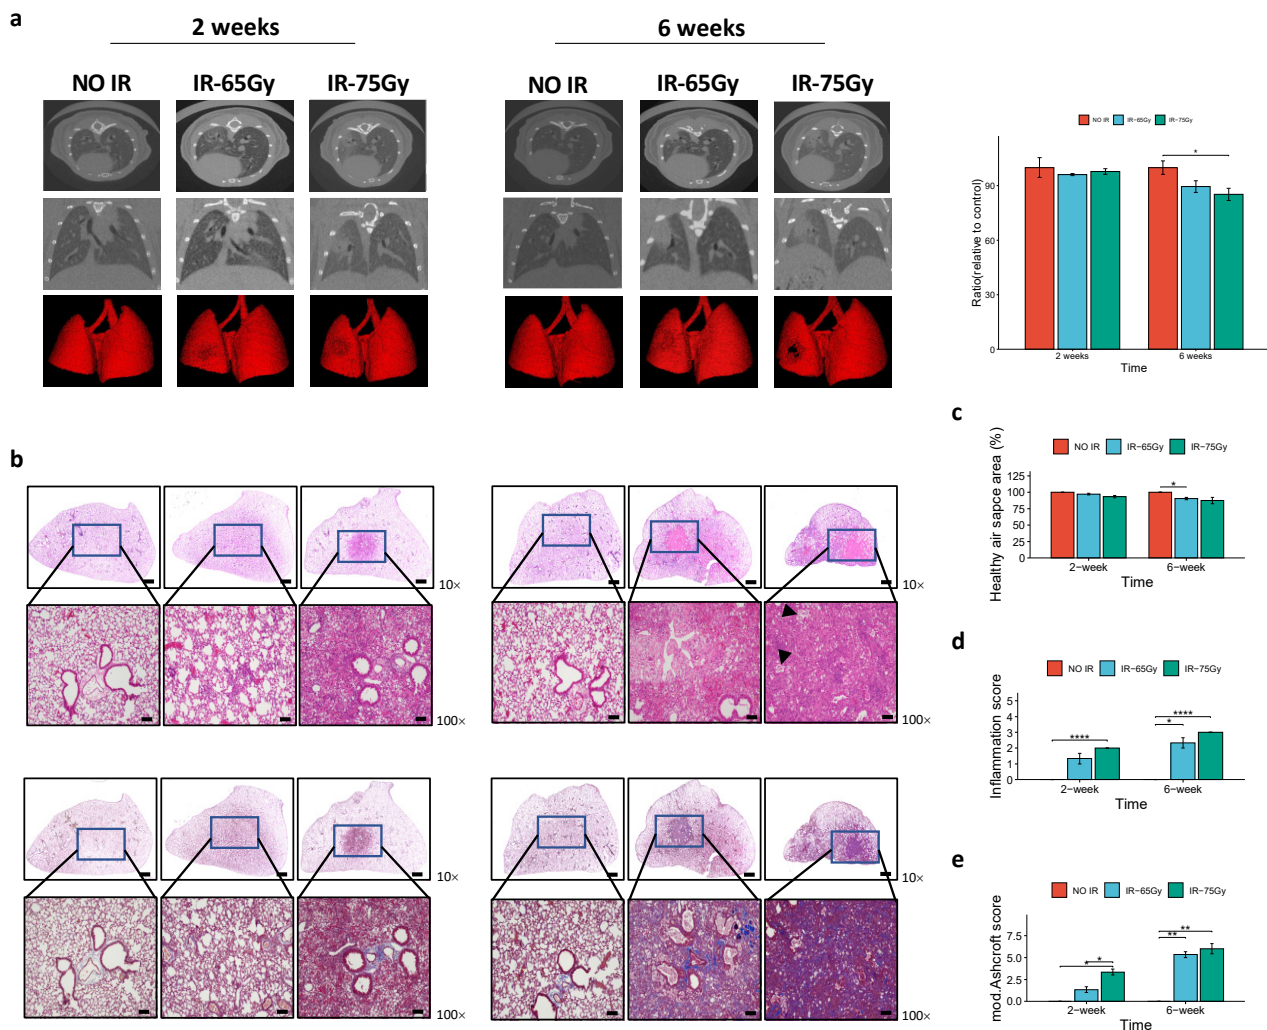 a
2 weeks
6 weeks
NO IR
IR-65Gy
IR-75Gy
NO IR
IR-65Gy
IR-75Gy
NO IR
IR−65Gy
IR−75Gy
Ratio(relative to control)
90
60
30
0
*
2 weeks
6 weeks
Time
b
10×
100×
10×
100×
10×
100×
10×
100×
c
NO IR
IR−65Gy
IR−75Gy
Healthy air sapce area (%)
125
100
75
50
25
0
*
2−week
6−week
Time
d
NO IR
IR−65Gy
IR−75Gy
Inflammation score
5
4
3
2
1
0
****
****
*
2−week
6−week
Time
e
NO IR
IR−65Gy
IR−75Gy
mod.Ashcroft score
7.5
5.0
2.5
0.0
*
*
**
**
2−week
6−week
Time